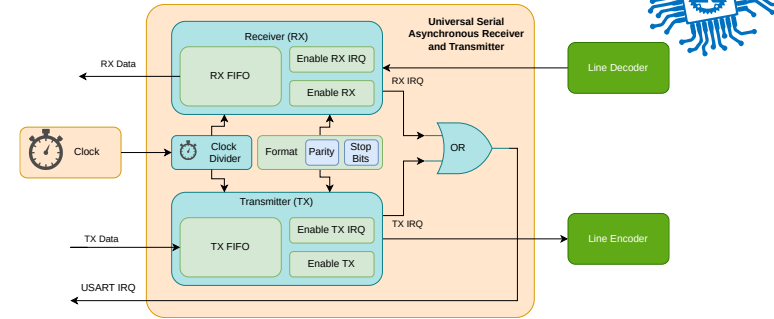 Universal Serial
Asynchronous Receiver
and Transmitter
Receiver (RX)
RX FIFO
Enable RX IRQ
Enable RX
RX Data
RX IRQ
Line Decoder
Clock
Clock
Divider
Format
Parity
Stop
Bits
OR
Transmitter (TX)
TX FIFO
Enable TX IRQ
Enable TX
TX Data
TX IRQ
Line Encoder
USART IRQ